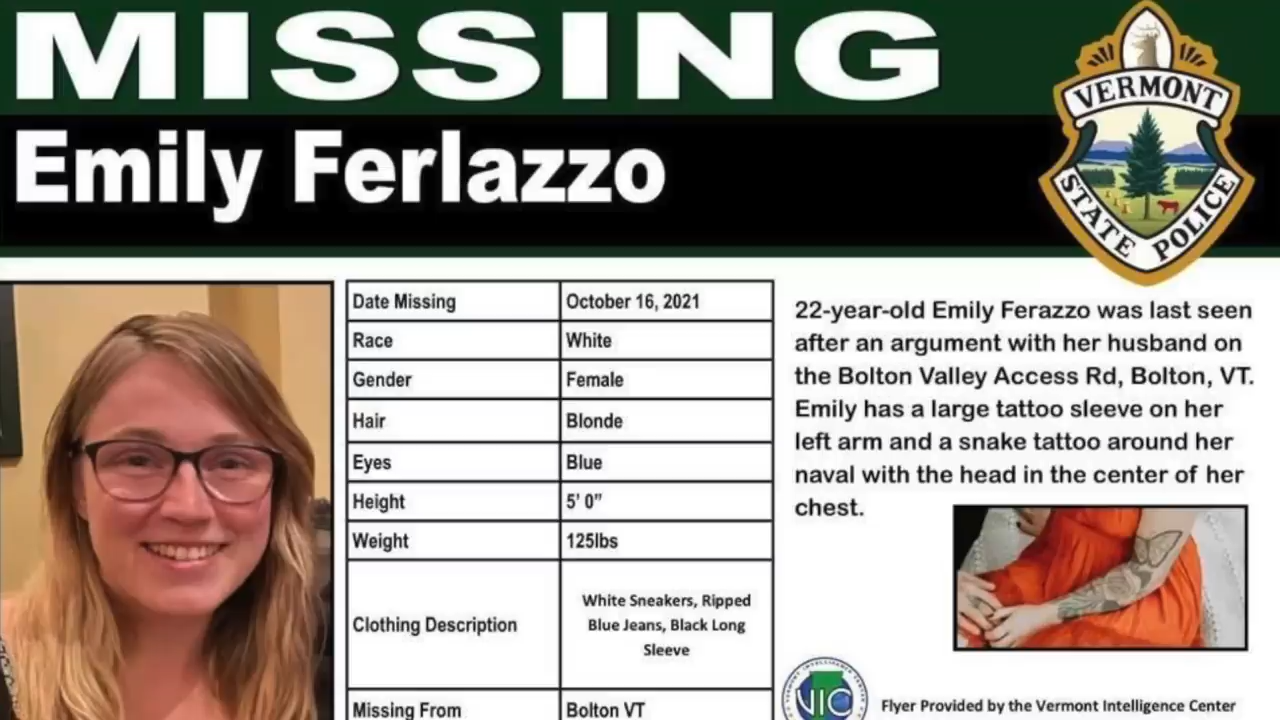 MISSING
Emily Ferlazzo
VERMONT
STATE POLICE
Date Missing October 16, 2021
Race White
Gender Female
Hair Blonde
Eyes Blue
Height 5' 0”
Weight 125lbs
Clothing Description White Sneakers, Ripped
Blue Jeans, Black Long
Sleeve
Missing From Bolton VT
22-year-old Emily Ferazzo was last seen
after an argument with her husband on
the Bolton Valley Access Rd, Bolton, VT.
Emily has a large tattoo sleeve on her
left arm and a snake tattoo around her
naval with the head in the center of her
chest.
VERMONT INTELLIGENCE CENTER
VIC
Flyer Provided by the Vermont Intelligence Center